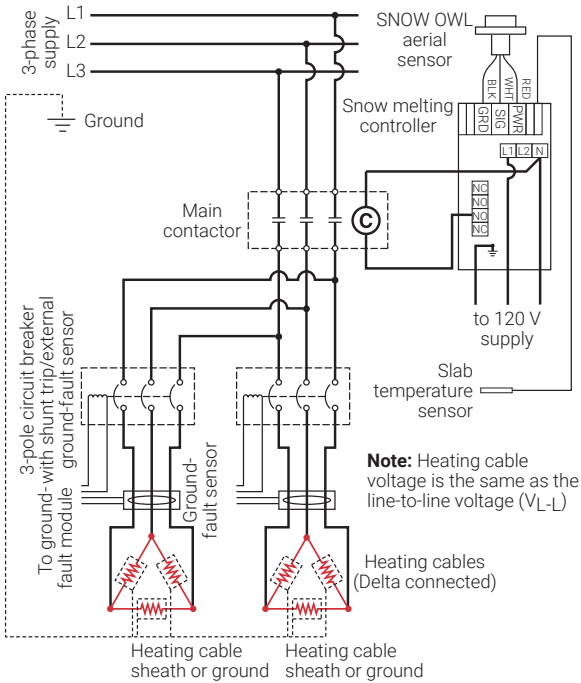 3-phase
supply
L1
L2
L3
Ground
SNOW OWL
aerial
sensor
BLK
WHT
RED
Snow melting
controller
GRD
SIG
PWR
L1 L2 N
NC
NO
NO
NC
Main
contactor
C
to 120 V
supply
Slab
temperature
sensor
3-pole circuit breaker
with shunt trip/external
ground-fault sensor
To ground-
fault module
Ground-
fault sensor
Note: Heating cable
voltage is the same as the
line-to-line voltage (VL-L)
Heating cables
(Delta connected)
Heating cable
sheath or ground
Heating cable
sheath or ground